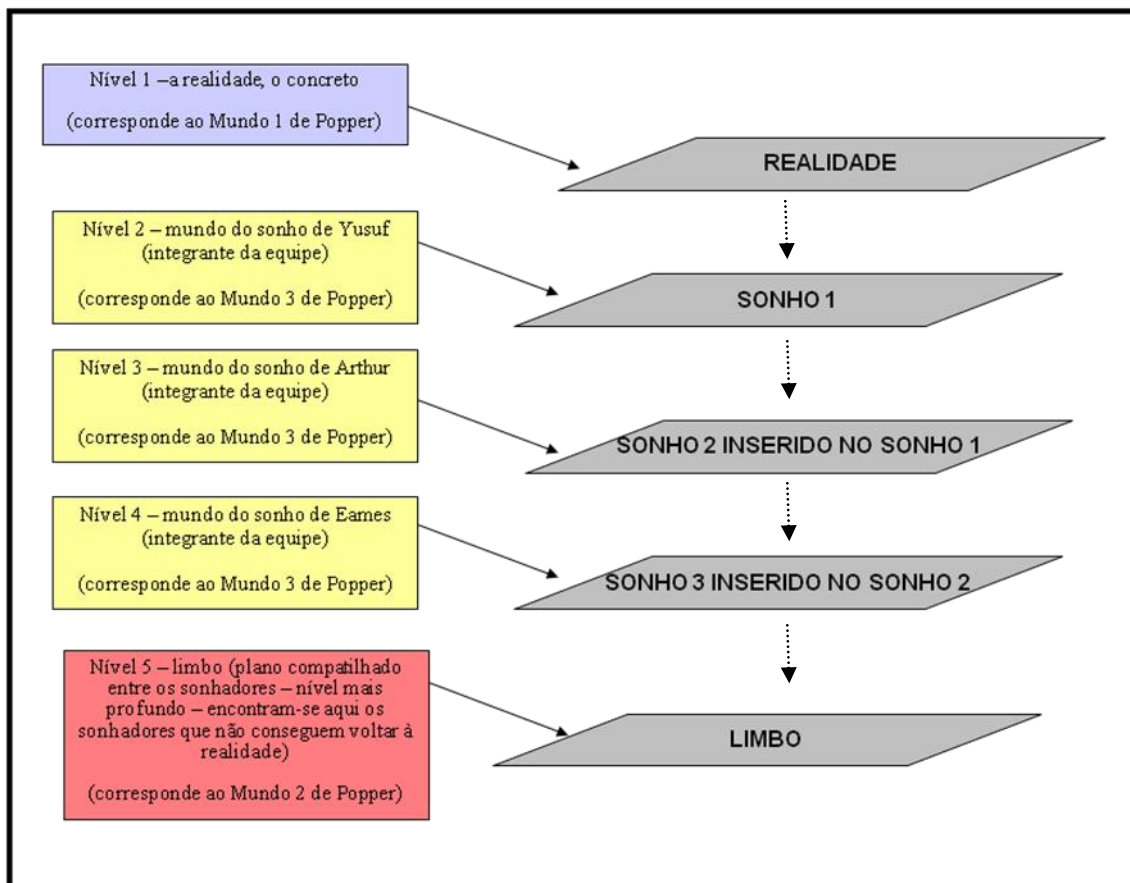 Nível 1 –a realidade, o concreto
(corresponde ao Mundo 1 de Popper)
REALIDADE
Nível 2 – mundo do sonho de Yusuf
(integrante da equipe)
(corresponde ao Mundo 3 de Popper)
SONHO 1
Nível 3 – mundo do sonho de Arthur
(integrante da equipe)
(corresponde ao Mundo 3 de Popper)
SONHO 2 INSERIDO NO SONHO 1
Nível 4 – mundo do sonho de Eames
(integrante da equipe)
(corresponde ao Mundo 3 de Popper)
SONHO 3 INSERIDO NO SONHO 2
Nível 5 – limbo (plano compatilhado
entre os sonhadores – nível mais
profundo – encontram-se aqui os
sonhadores que não conseguem voltar à
realidade)
(corresponde ao Mundo 2 de Popper)
LIMBO